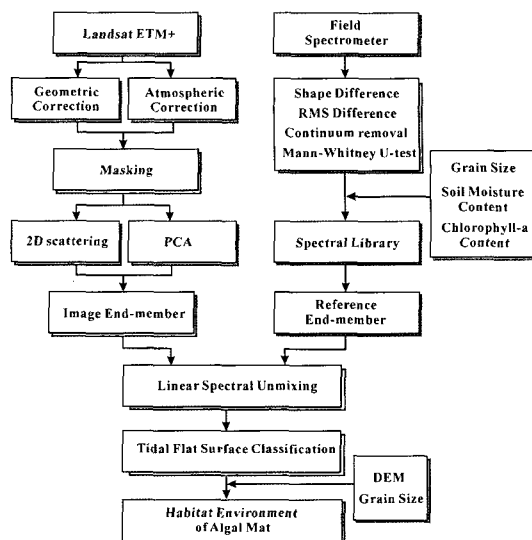 Landsat ETM+
Field
Spectrometer
Geometric
Correction
Atmospheric
Correction
Shape Difference
RMS Difference
Continuum removal
Mann-Whitney U-test
Masking
Grain Size
Soil Moisture
Content
Chlorophyll-a
Content
2D scattering
PCA
Spectral Library
Image End-member
Reference
End-member
Linear Spectral Unmixing
Tidal Flat Surface Classification
DEM
Grain Size
Habitat Environment
of Algal Mat